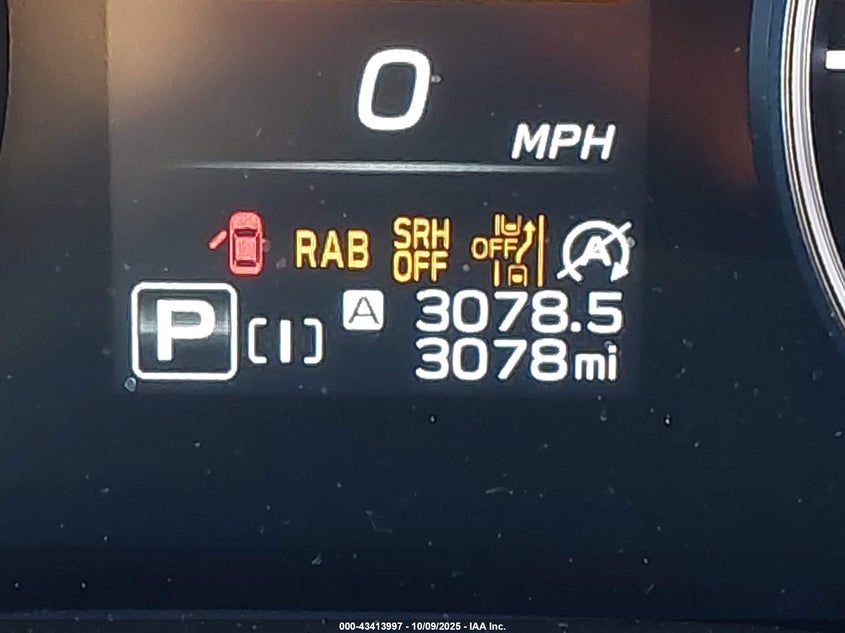 0
MPH
RAB
SRH
OFF
OFF
A
P
[I]
A
3078.5
3078mi
000-43413997 - 10/09/2025 - IAA Inc.